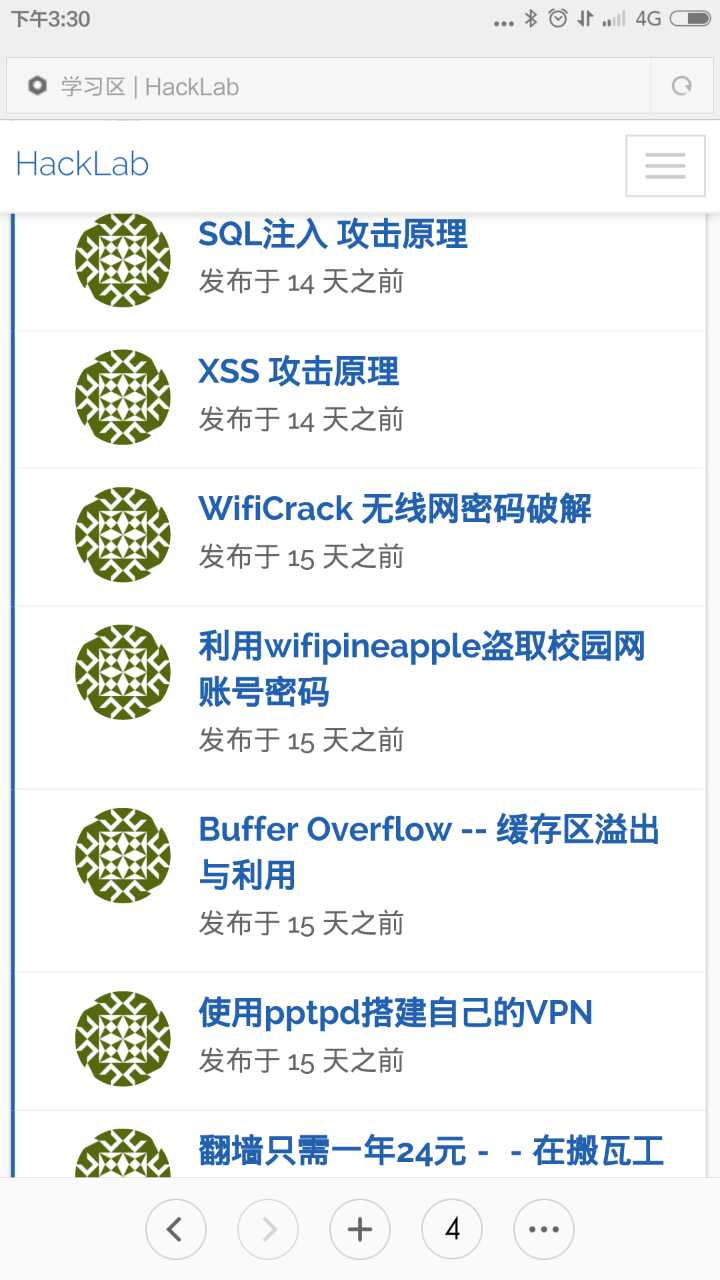 下午3:30
4G
学习区 | HackLab
HackLab
SQL注入 攻击原理
发布于 14 天之前
XSS 攻击原理
发布于 14 天之前
WifiCrack 无线网密码破解
发布于 15 天之前
利用wifipineapple盗取校园网
账号密码
发布于 15 天之前
Buffer Overflow -- 缓存区溢出
与利用
发布于 15 天之前
使用pptpd搭建自己的VPN
发布于 15 天之前
翻墙只需一年24元 - - 在搬瓦工
4